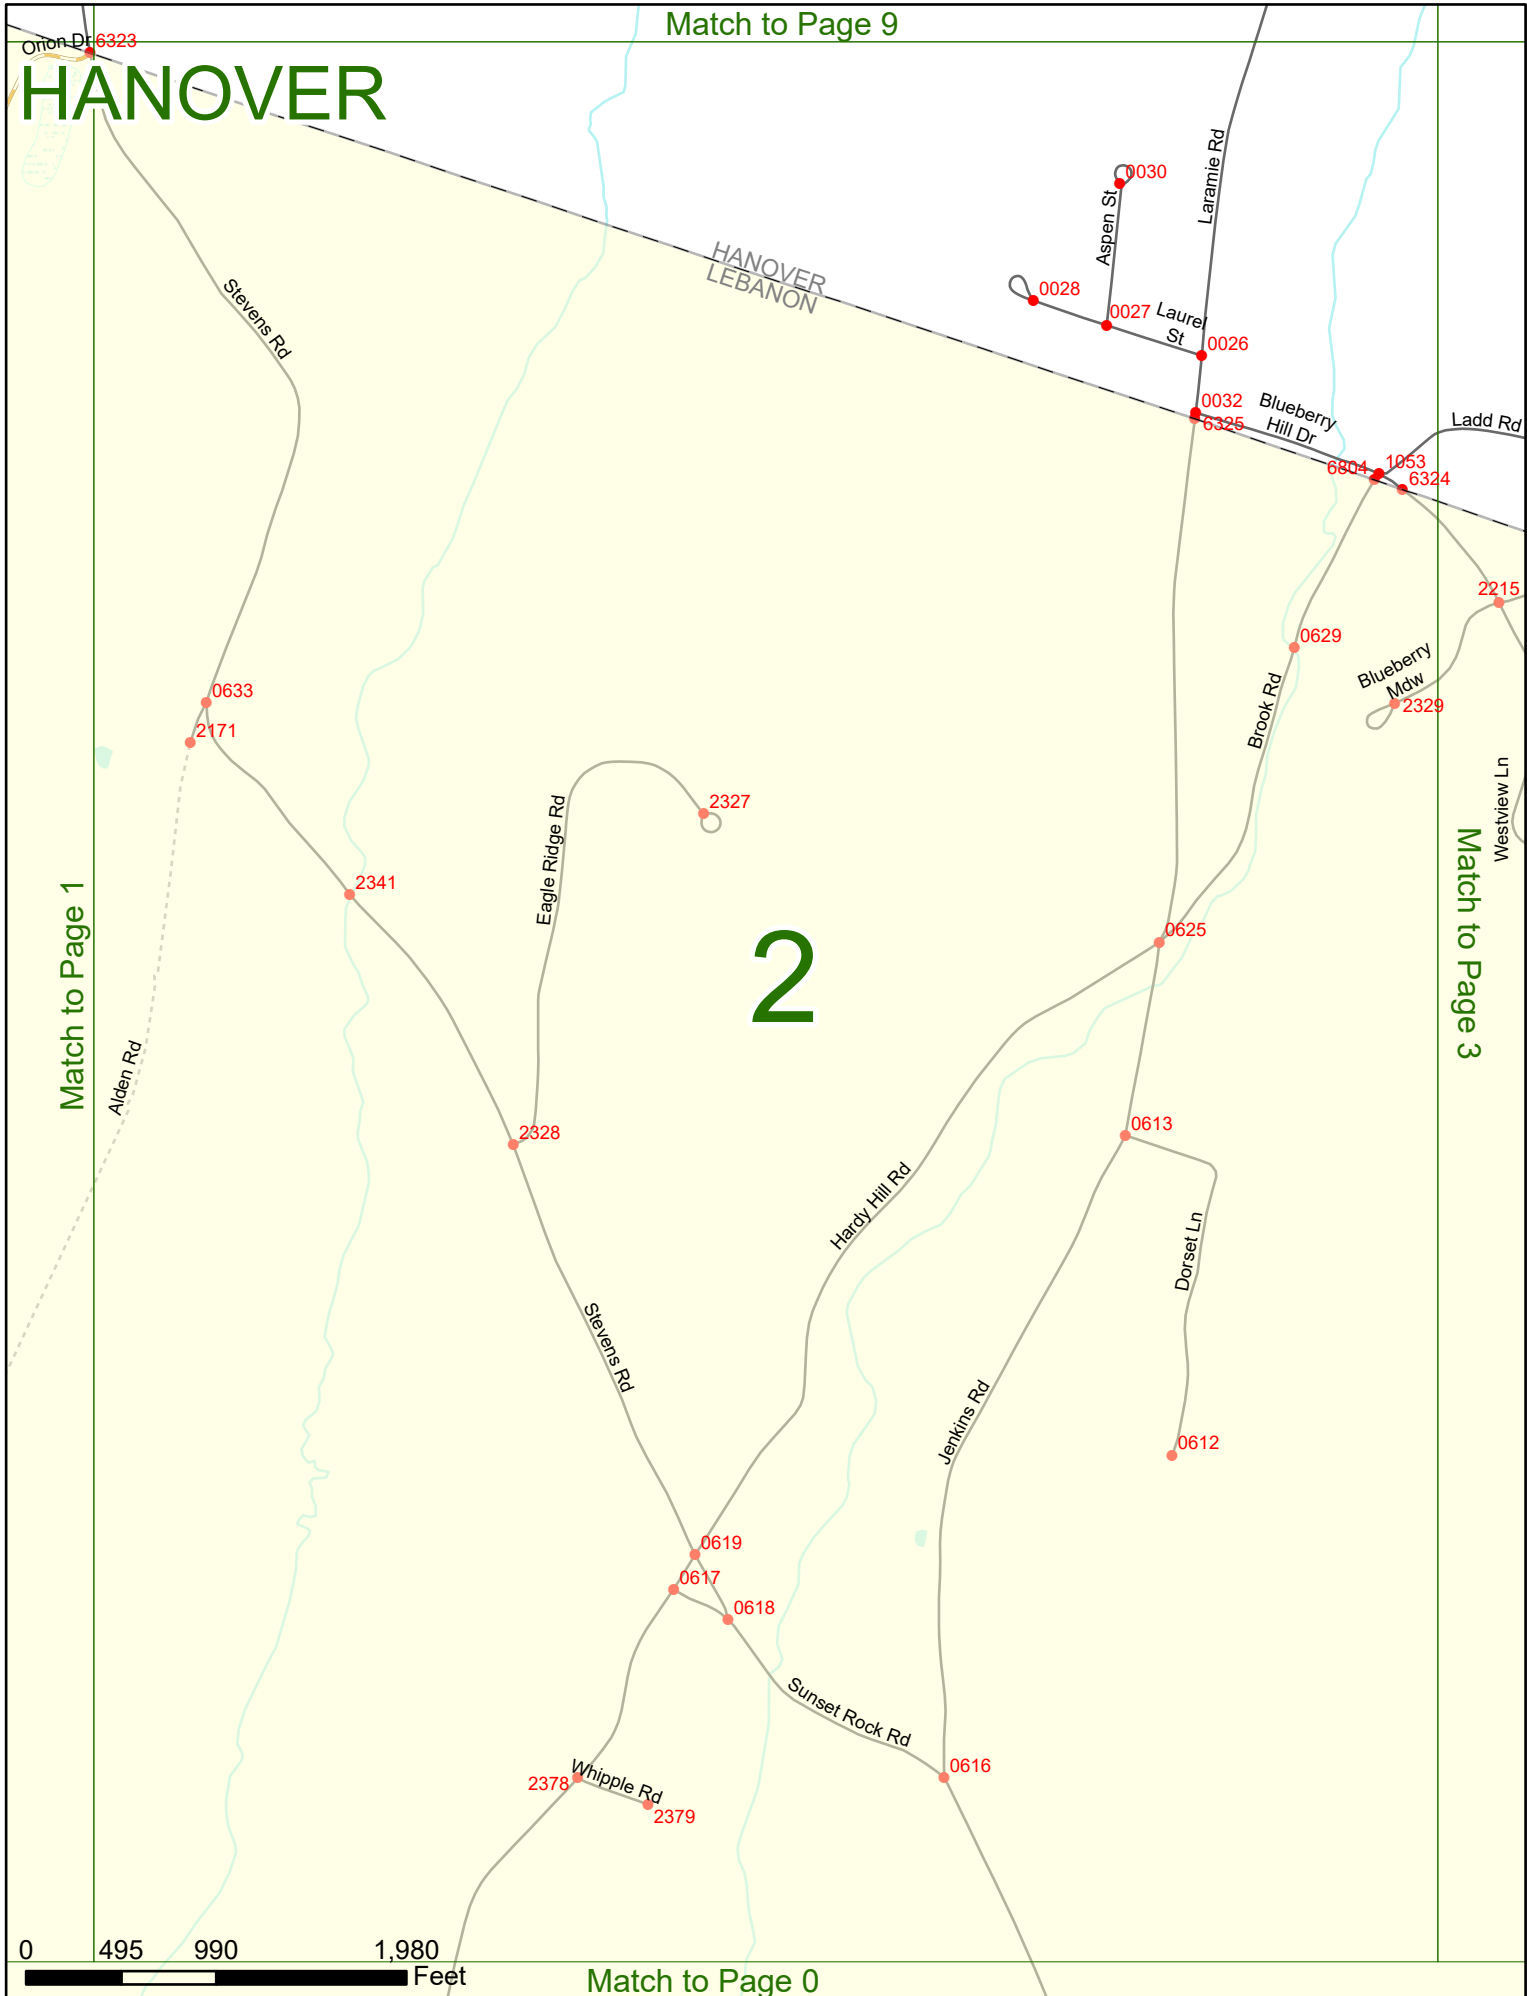 Match to Page 9
Orion Dr
6323
HANOVER
0030
Laramie Rd
Aspen St
HANOVER
LEBANON
0028
0027
Laurel
St
0026
Stevens Rd
0032
6325
Blueberry
Hill Dr
Ladd Rd
6804
1053
6324
2215
0629
Blueberry
Mdw
2329
0633
2171
Brook Rd
Westview Ln
2327
Eagle Ridge Rd
2341
Match to Page 1
Match to Page 3
2
0625
Alden Rd
2328
0613
Hardy Hill Rd
Dorset Ln
Stevens Rd
Jenkins Rd
0612
0619
0617
0618
Sunset Rock Rd
0616
Whipple Rd
2378
2379
0 495 990 1,980
Feet
Match to Page 0